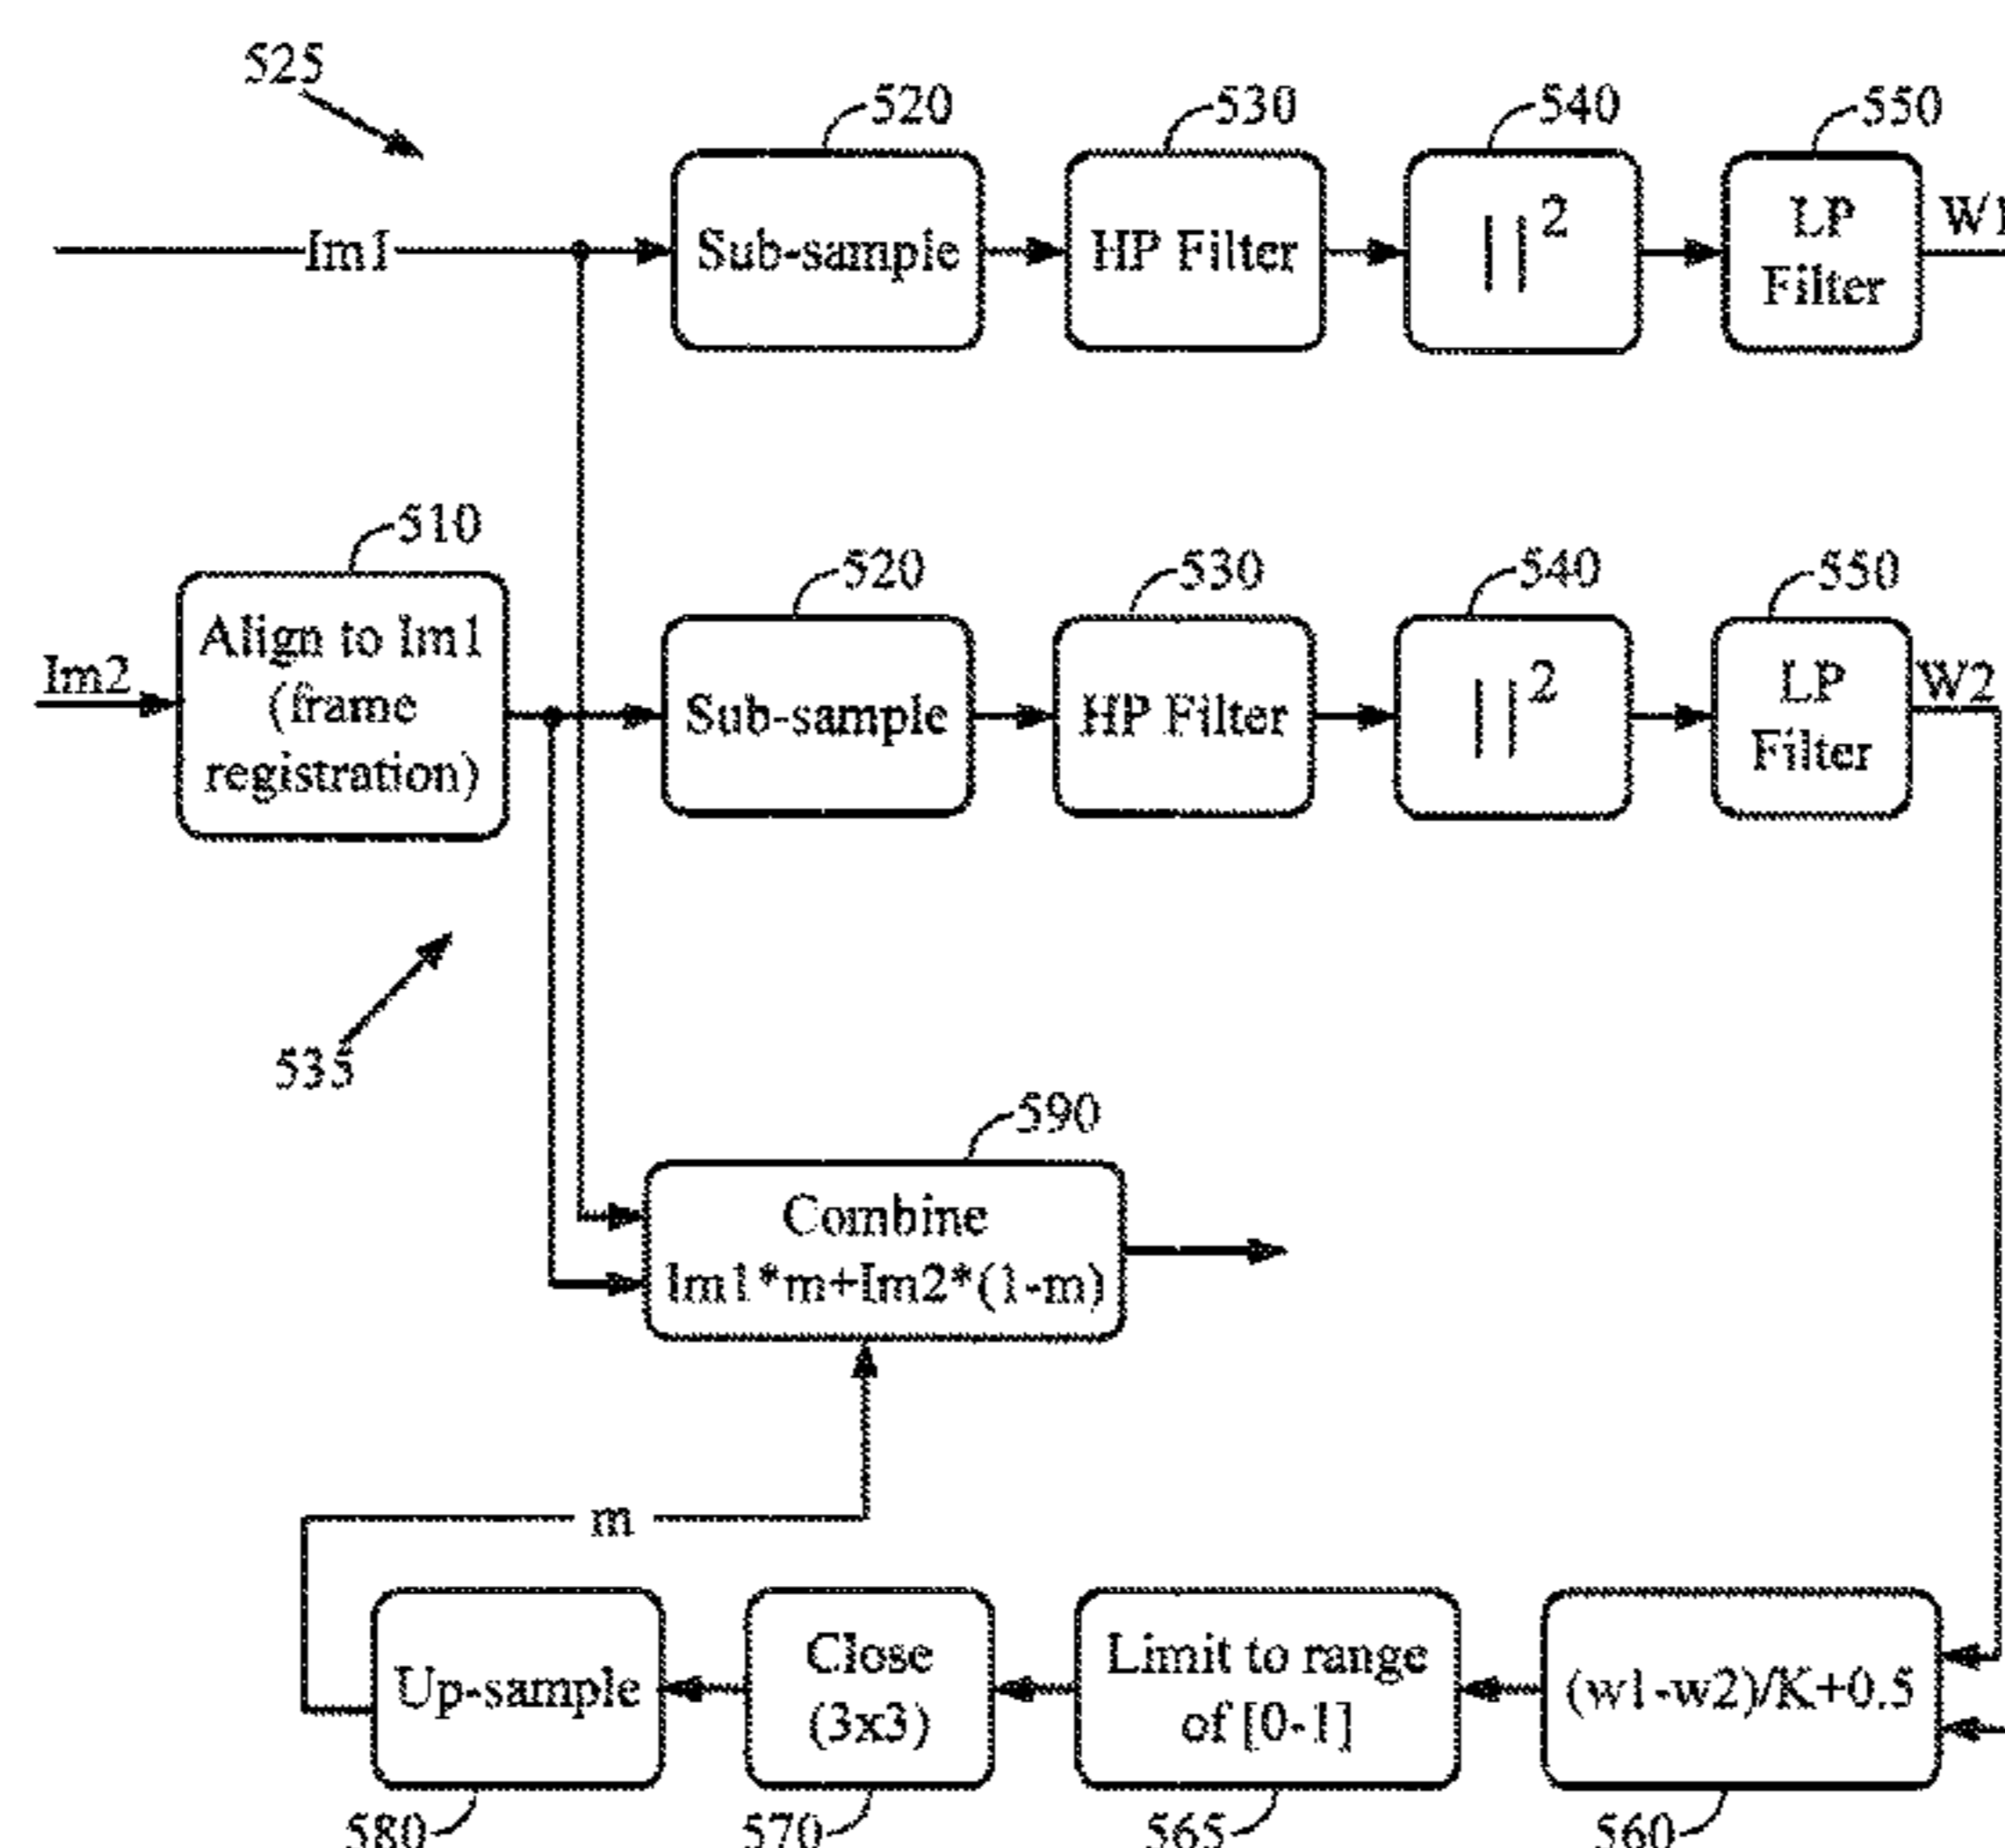 525
520
530
540
550
Im1
Sub-sample
HP Filter
||²
LP
Filter
W1
510
520
530
540
550
Im2
Align to Im1
(frame
registration)
Sub-sample
HP Filter
||²
LP
Filter
W2
535
590
Combine
Im1*m+Im2*(1-m)
m
Up-sample
Close
(3x3)
Limit to range
of [0-1]
(w1-w2)/K+0.5
580
570
565
560